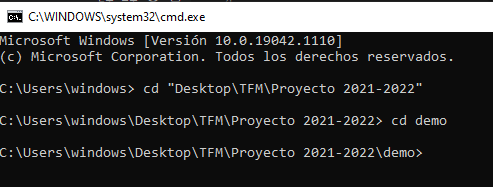 C:\WINDOWS\system32\cmd.exe
Microsoft Windows [Versión 10.0.19042.1110]
(c) Microsoft Corporation. Todos los derechos reservados.
C:\Users\windows> cd "Desktop\TFM\Proyecto 2021-2022"
C:\Users\windows\Desktop\TFM\Proyecto 2021-2022> cd demo
C:\Users\windows\Desktop\TFM\Proyecto 2021-2022\demo>